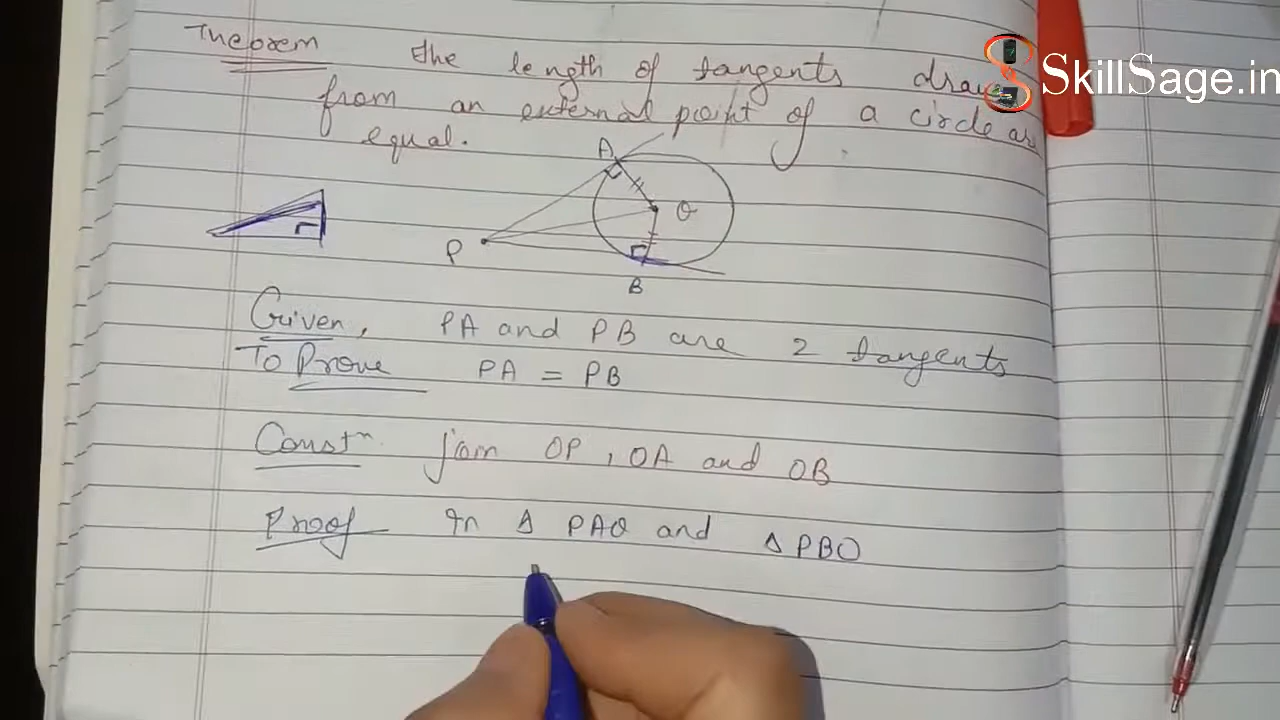 Theorem The length of tangents drawn
from an external point of a circle are
equal.
SkillSage.in
A
O
P
B
Given, PA and PB are 2 tangents
To Prove PA = PB
Constn. join OP, OA and OB
Proof In Δ PAO and Δ PBO